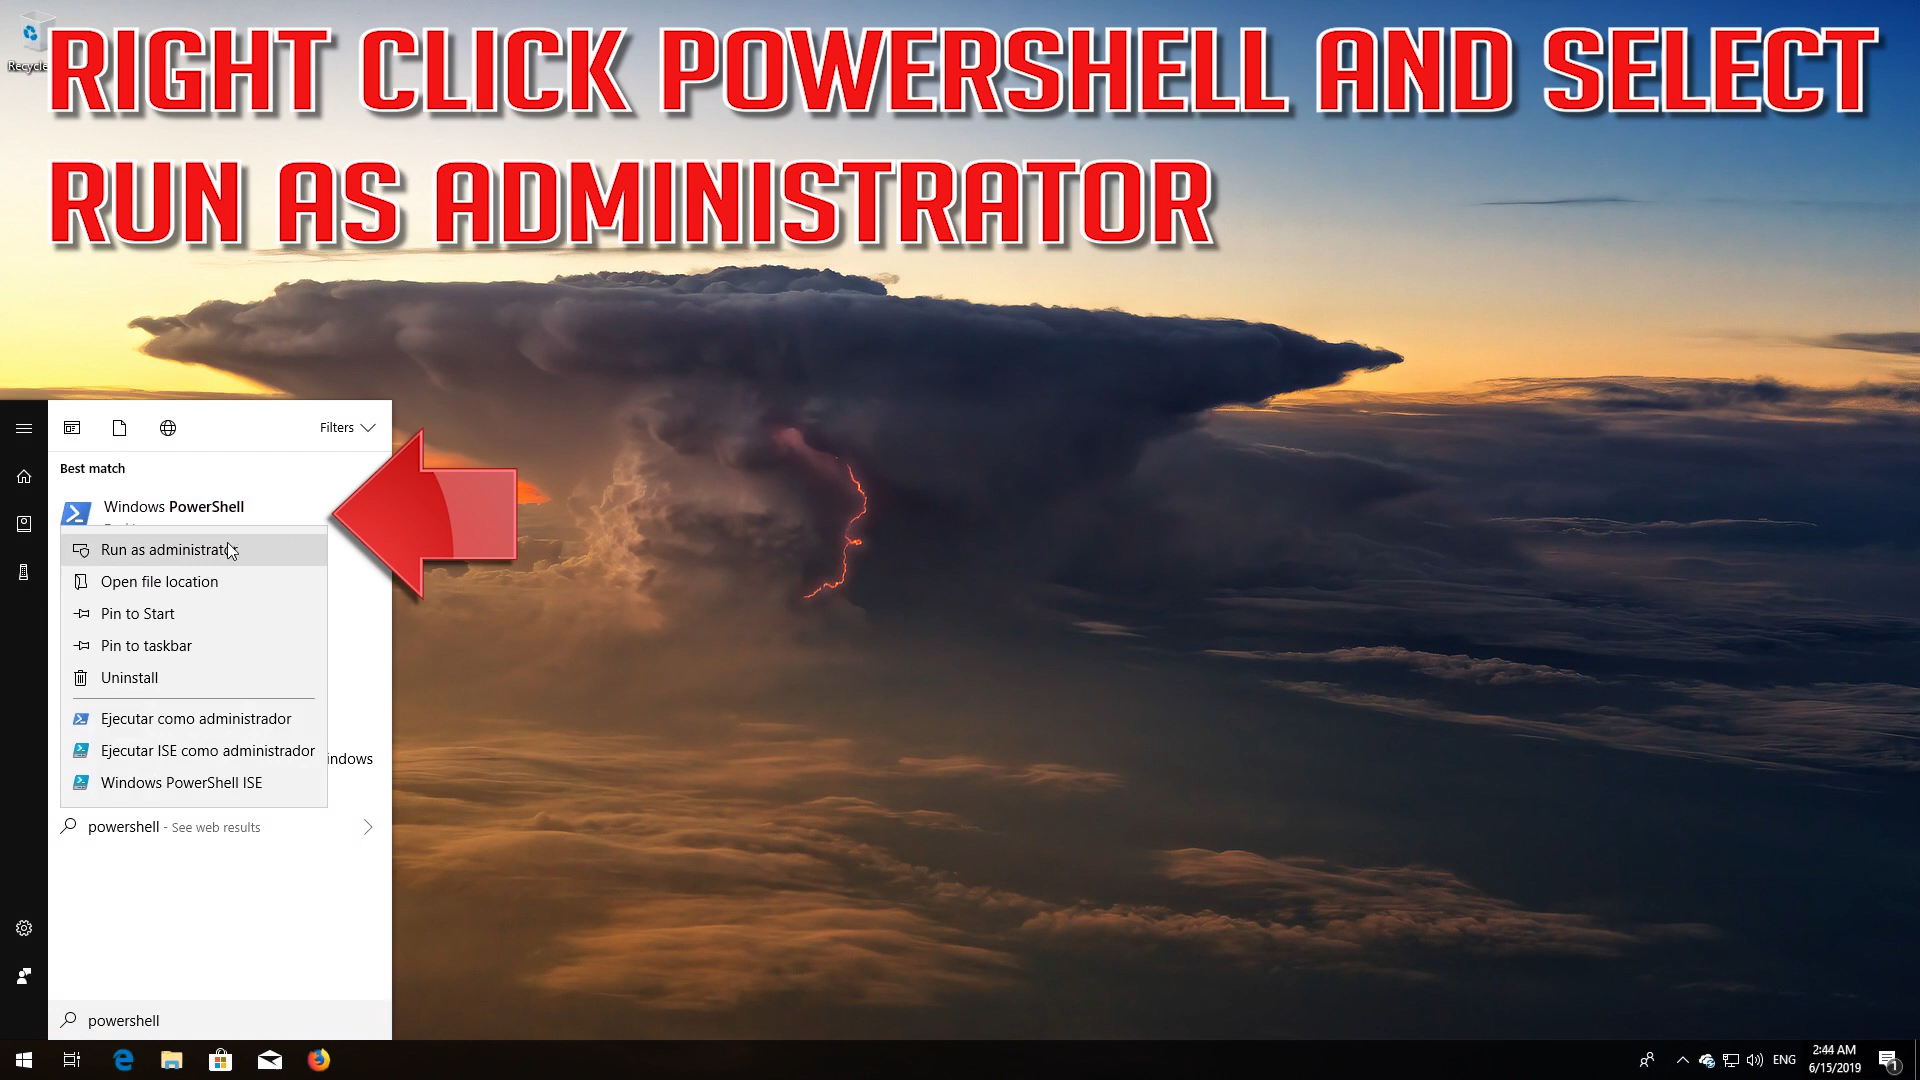 RIGHT CLICK POWERSHELL AND SELECT
RUN AS ADMINISTRATOR
Filters
Best match
Windows PowerShell
Run as administrator
Open file location
Pin to Start
Pin to taskbar
Uninstall
Ejecutar como administrador
Ejecutar ISE como administrador
indows
Windows PowerShell ISE
powershell - See web results
powershell
ENG
2:44 AM
6/15/2019
1